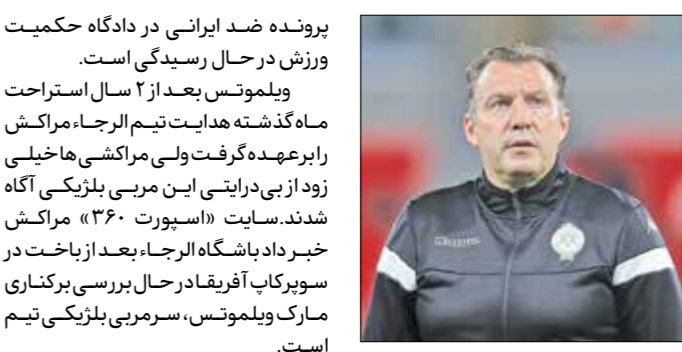 پرونده ضد ایرانی در دادگاه حکمیت
ورزش در حال رسیدگی است.
ویلموتس بعد از ۲ سال استراحت
ماه گذشته هدایت تیم الرجاء مراکش
را برعهده گرفت ولی مراکشی‌ها خیلی
زود از بی‌درایتی این مربی بلژیکی آگاه
شدند. سایت «اسپورت ۳۶۰» مراکش
خبر داد باشگاه الرجاء بعد از باخت در
سوپرکاپ آفریقا در حال بررسی برکناری
مارک ویلموتس، سرمربی بلژیکی تیم
است.